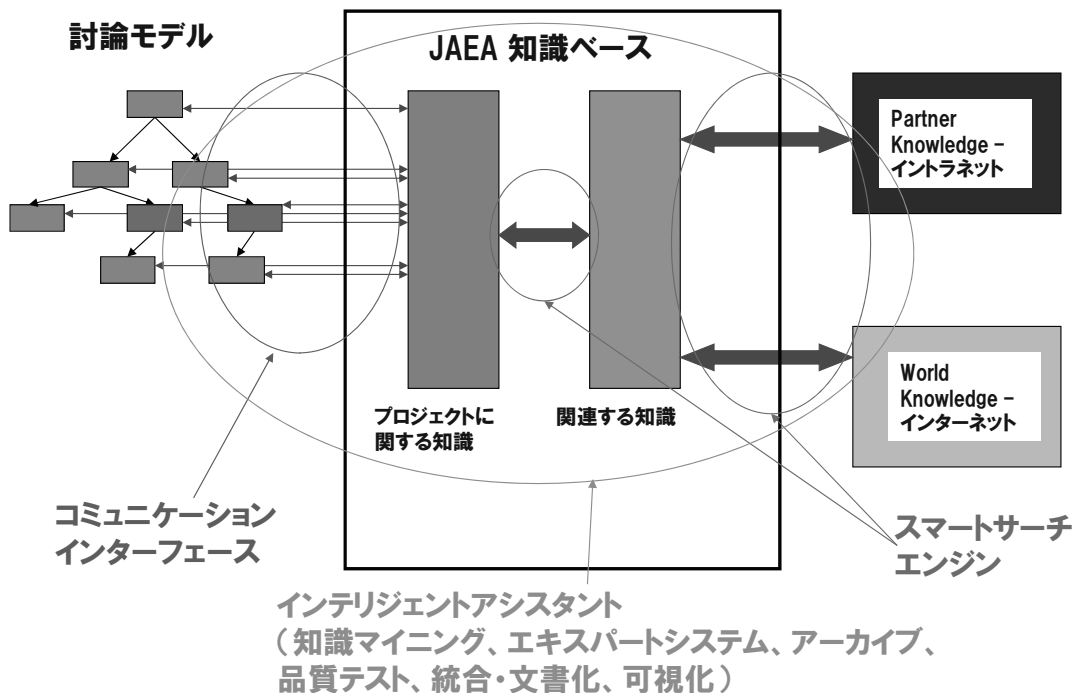 討論モデル
JAEA 知識ベース
Partner
Knowledge –
イントラネット
World
Knowledge –
インターネット
プロジェクトに
関する知識
関連する知識
コミュニケーション
インターフェース
スマートサーチ
エンジン
インテリジェントアシスタント
（知識マイニング、エキスパートシステム、アーカイブ、
品質テスト、統合・文書化、可視化）